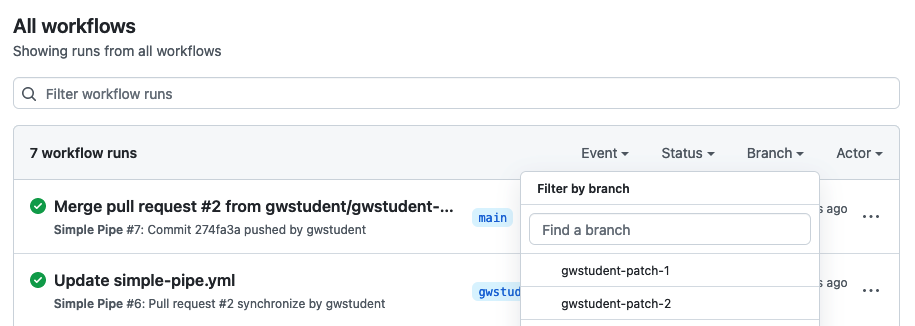 All workflows
Showing runs from all workflows
Filter workflow runs
7 workflow runs
Event Status Branch Actor
Filter by branch
Merge pull request #2 from gwstudent/gwstudent-...
main
s ago
Simple Pipe #7: Commit 274fa3a pushed by gwstudent
Find a branch
gwstudent-patch-1
Update simple-pipe.yml
gwstud
s ago
Simple Pipe #6: Pull request #2 synchronize by gwstudent
gwstudent-patch-2